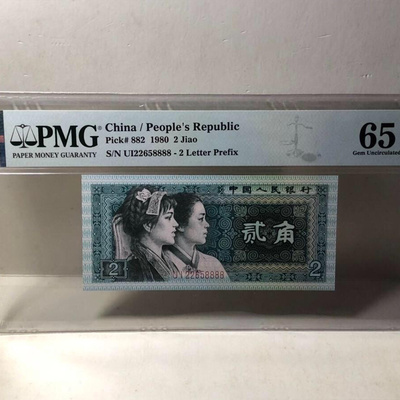 PMG
PAPER MONEY GUARANTY
China / People's Republic
Pick# 882 1980 2 Jiao
S/N UI22658888 - 2 Letter Prefix
65
Gem Uncirculated
中国人民银行
贰角
2
UI22658888
2